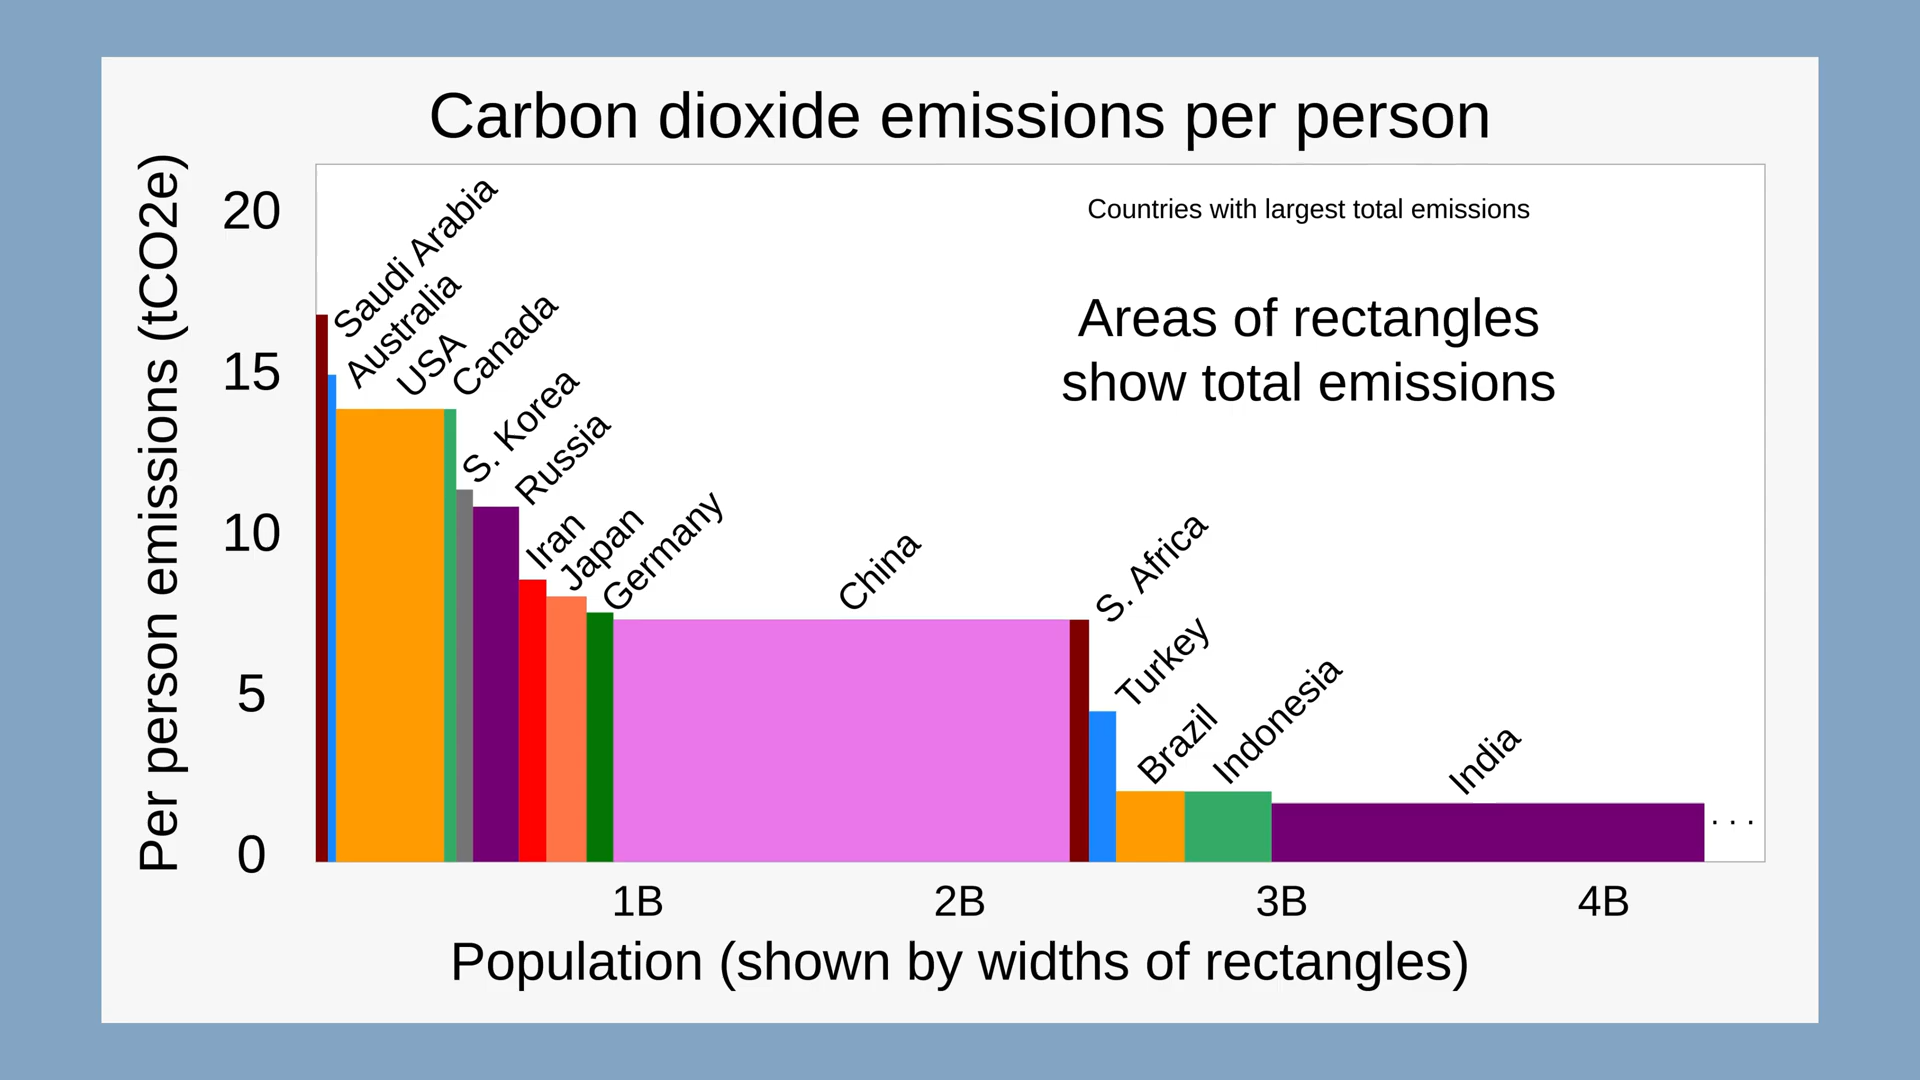 Carbon dioxide emissions per person
Per person emissions (tCO2e)
20
15
10
5
0
Countries with largest total emissions
Areas of rectangles
show total emissions
Saudi Arabia
Australia
USA
Canada
S. Korea
Russia
Iran
Japan
Germany
China
S. Africa
Turkey
Brazil
Indonesia
India
. . .
1B
2B
3B
4B
Population (shown by widths of rectangles)